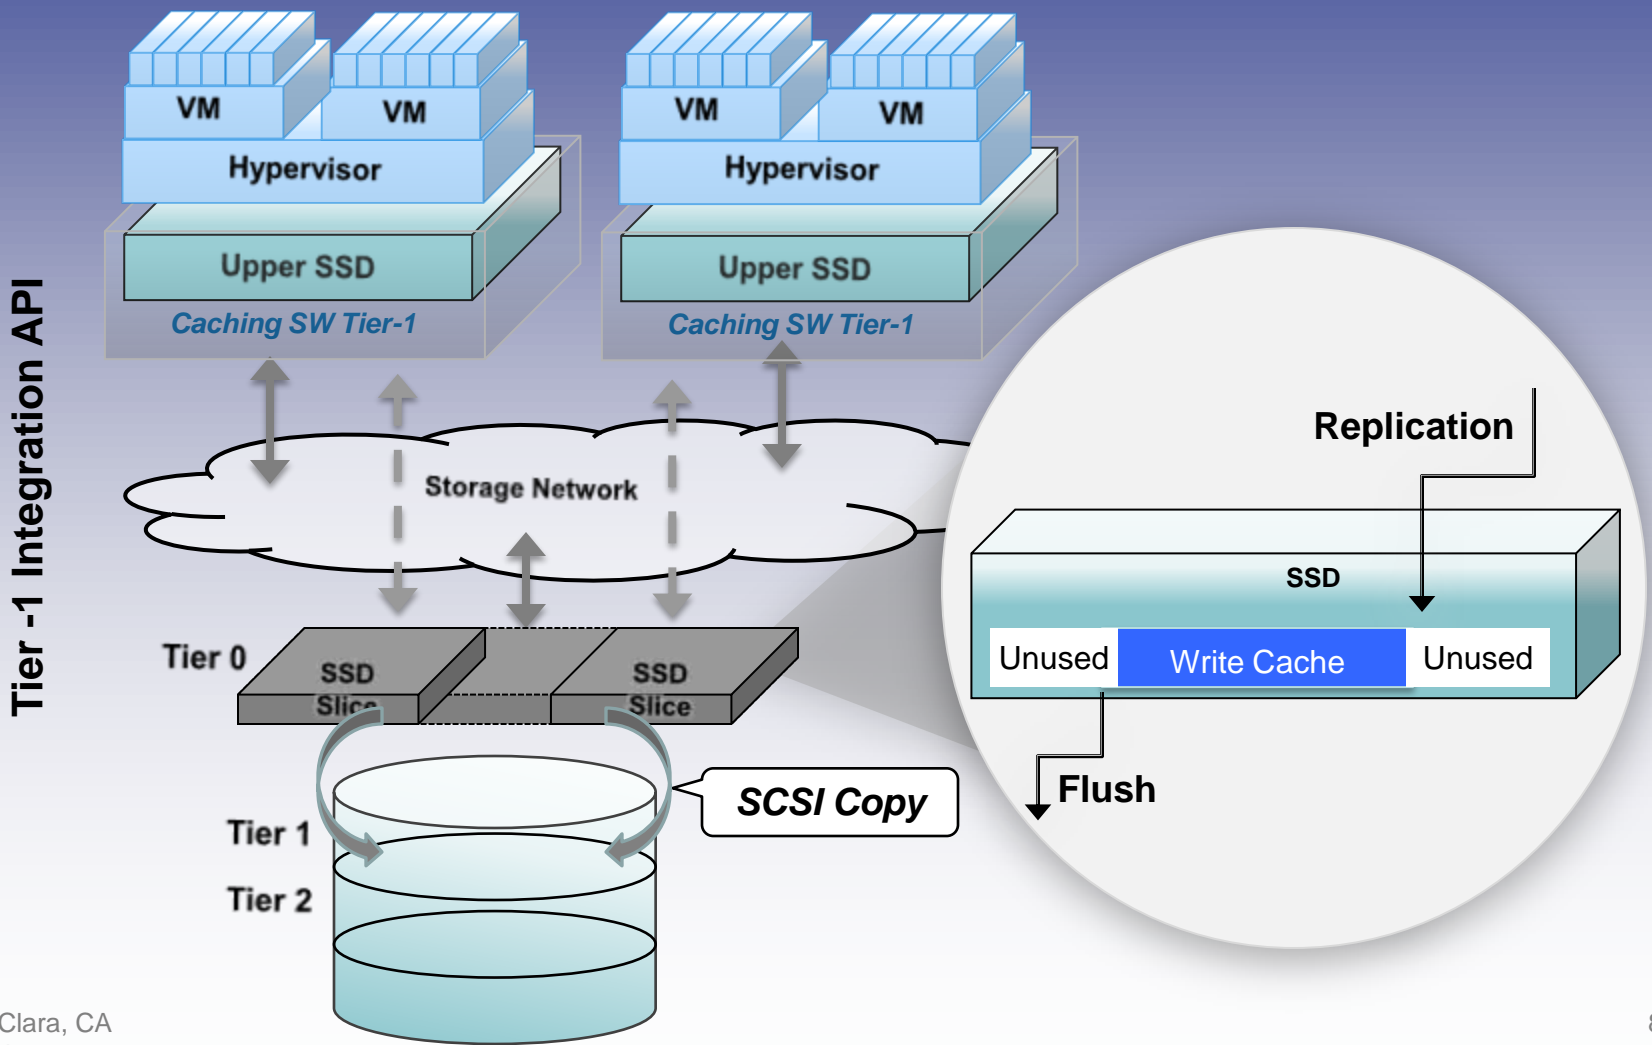 VM
VM
Hypervisor
Upper SSD
Caching SW Tier-1
VM
VM
Hypervisor
Upper SSD
Caching SW Tier-1
Tier -1 Integration API
Storage Network
Tier 0
SSD
Slice
SSD
Slice
SCSI Copy
Tier 1
Tier 2
Replication
SSD
Unused
Write Cache
Unused
Flush
Clara, CA
8